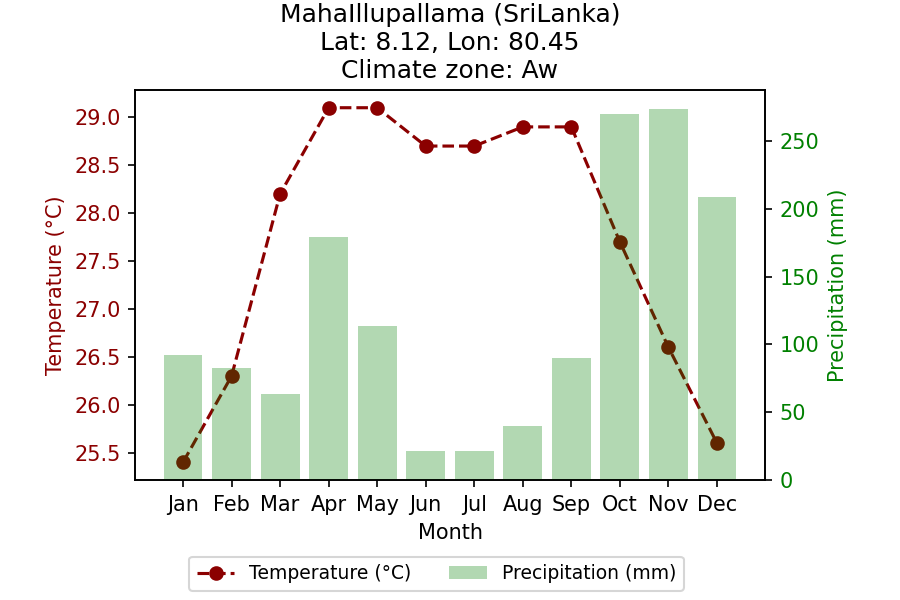 MahaIllupallama (SriLanka)
Lat: 8.12, Lon: 80.45
Climate zone: Aw
29.0
28.5
28.0
27.5
27.0
26.5
26.0
25.5
Temperature (°C)
250
200
150
100
50
0
Precipitation (mm)
Jan Feb Mar Apr May Jun Jul Aug Sep Oct Nov Dec
Month
Temperature (°C) Precipitation (mm)